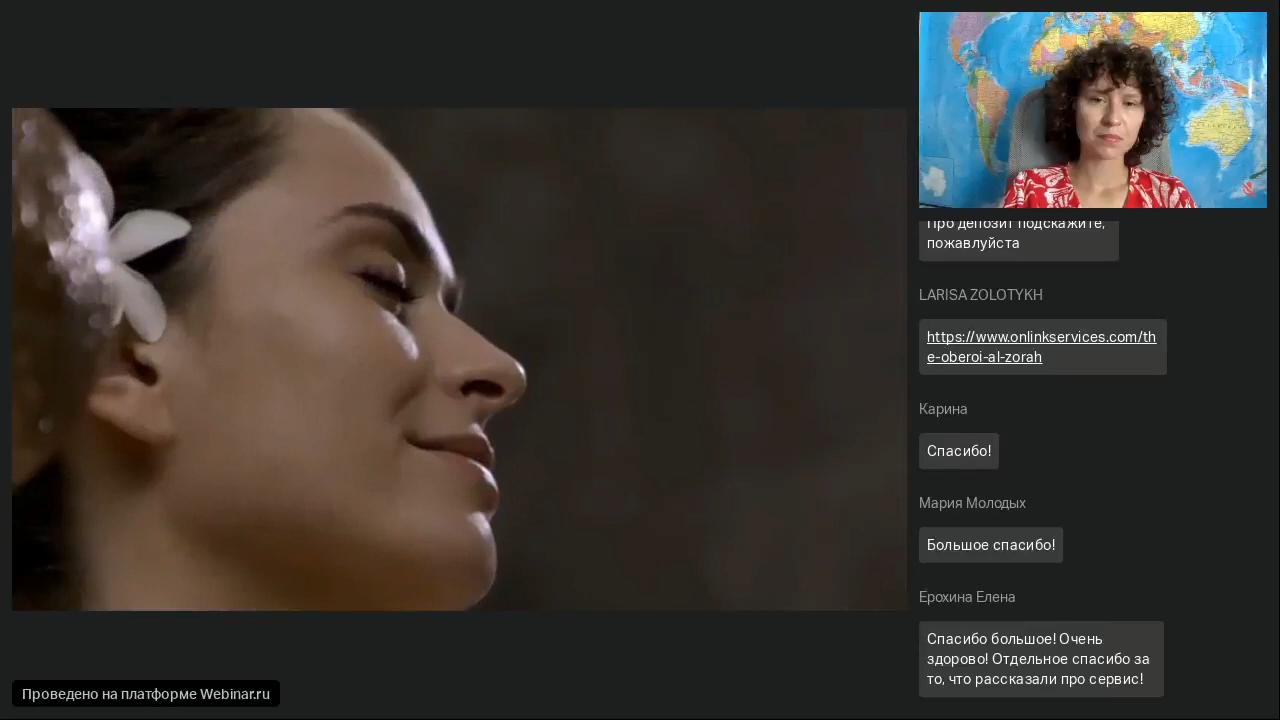 Про депозит подскажите,
пожавлуйста
LARISA ZOLOTYKH
https://www.onlinkservices.com/th
e-oberoi-al-zorah
Карина
Спасибо!
Мария Молодых
Большое спасибо!
Ерохина Елена
Спасибо большое! Очень
здорово! Отдельное спасибо за
то, что рассказали про сервис!
Проведено на платформе Webinar.ru